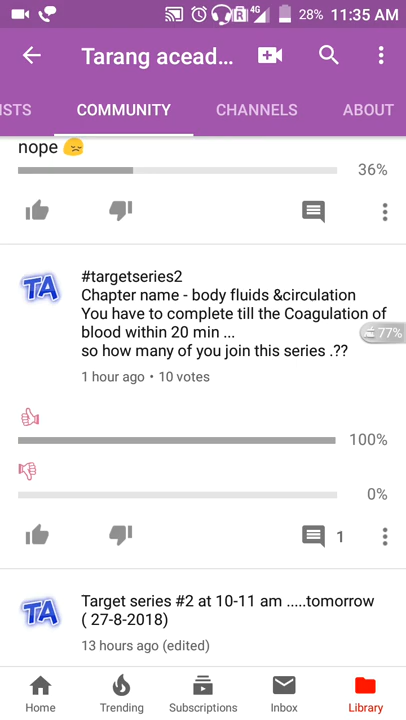 R 4G 28% 11:35 AM
Tarang acead...
ISTS COMMUNITY CHANNELS ABOUT
nope
36%
TA #targetseries2
Chapter name - body fluids &circulation
You have to complete till the Coagulation of
blood within 20 min ...
77%
so how many of you join this series .??
1 hour ago • 10 votes
100%
0%
1
TA Target series #2 at 10-11 am .....tomorrow
( 27-8-2018)
13 hours ago (edited)
Home Trending Subscriptions Inbox Library